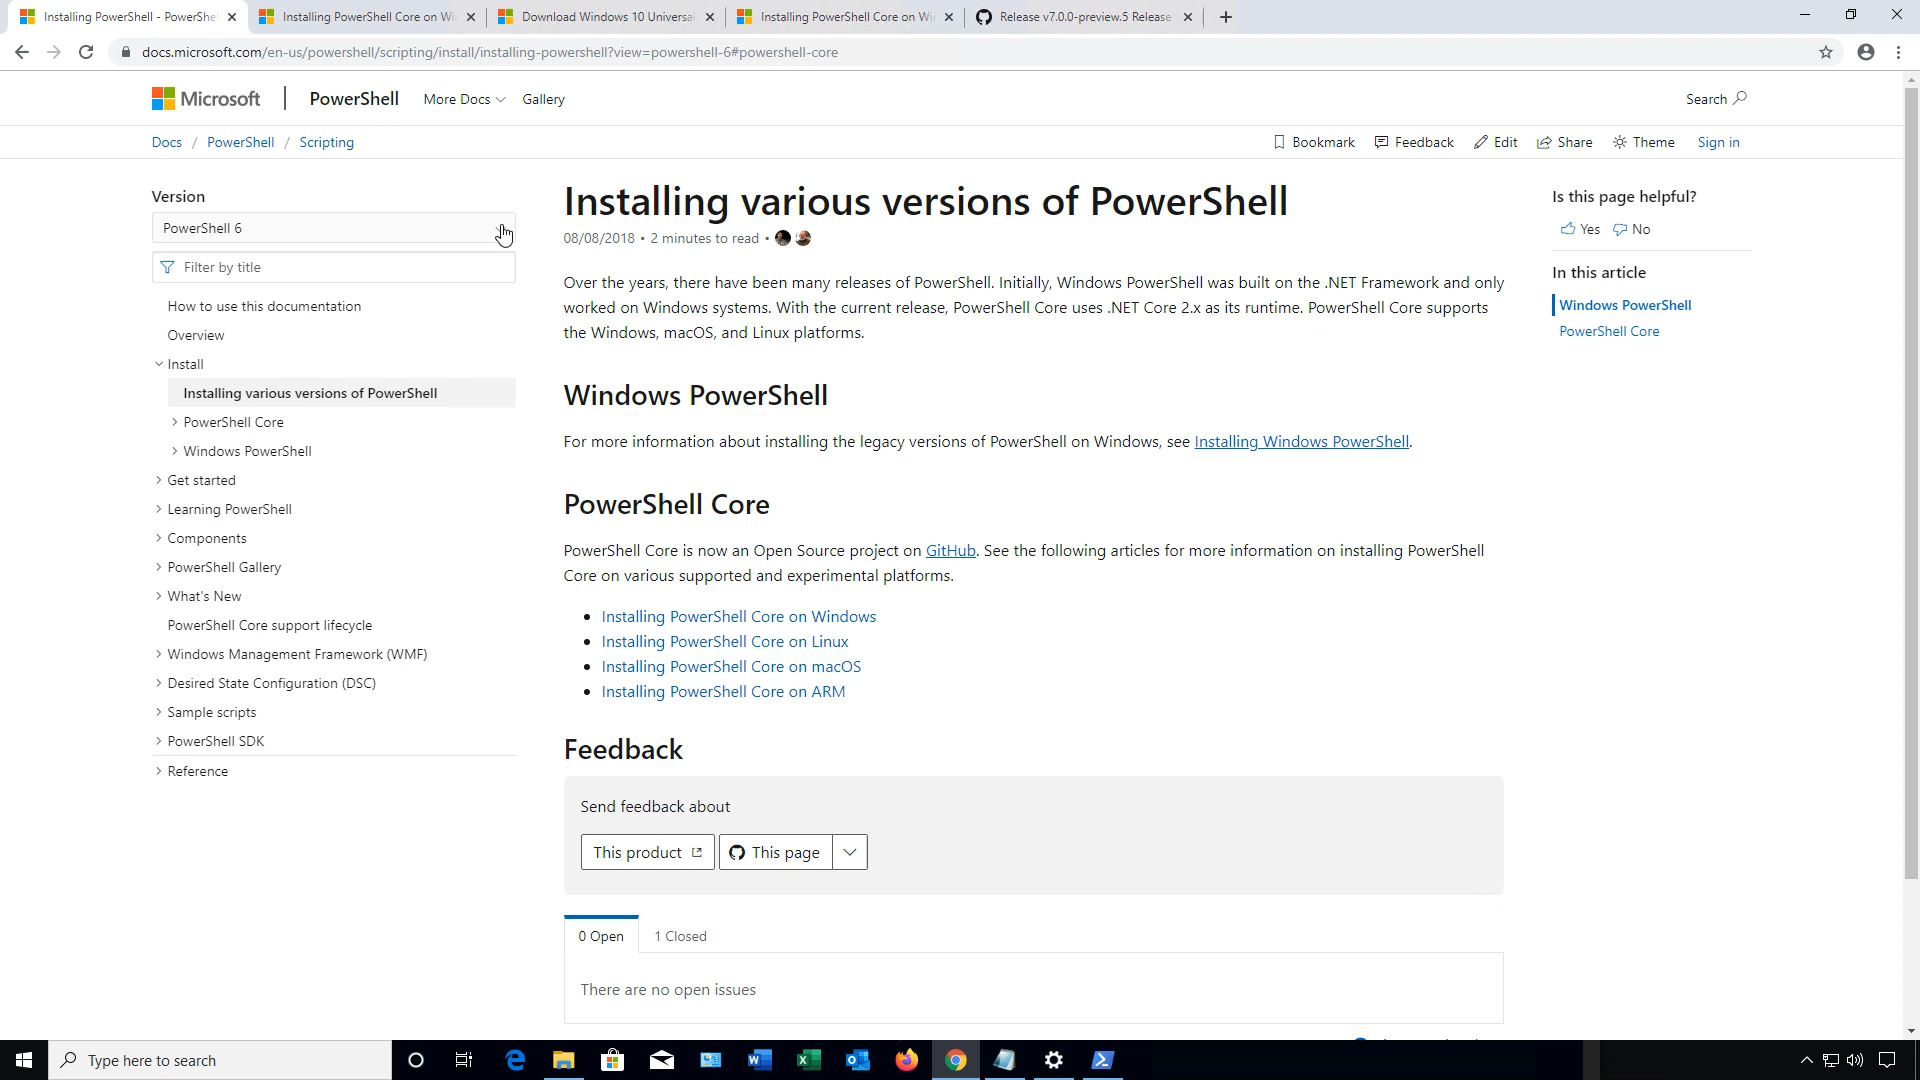 Installing PowerShell - PowerShel
Installing PowerShell Core on Wi
Download Windows 10 Universa
Installing PowerShell Core on Wi
Release v7.0.0-preview.5 Release
docs.microsoft.com/en-us/powershell/scripting/install/installing-powershell?view=powershell-6#powershell-core
Microsoft
PowerShell
More Docs
Gallery
Search
Docs / PowerShell / Scripting
Bookmark
Feedback
Edit
Share
Theme
Sign in
Version
PowerShell 6
Filter by title
How to use this documentation
Overview
Install
Installing various versions of PowerShell
PowerShell Core
Windows PowerShell
Get started
Learning PowerShell
Components
PowerShell Gallery
What's New
PowerShell Core support lifecycle
Windows Management Framework (WMF)
Desired State Configuration (DSC)
Sample scripts
PowerShell SDK
Reference
Installing various versions of PowerShell
08/08/2018 • 2 minutes to read •
Over the years, there have been many releases of PowerShell. Initially, Windows PowerShell was built on the .NET Framework and only
worked on Windows systems. With the current release, PowerShell Core uses .NET Core 2.x as its runtime. PowerShell Core supports
the Windows, macOS, and Linux platforms.
Windows PowerShell
For more information about installing the legacy versions of PowerShell on Windows, see Installing Windows PowerShell.
PowerShell Core
PowerShell Core is now an Open Source project on GitHub. See the following articles for more information on installing PowerShell
Core on various supported and experimental platforms.
• Installing PowerShell Core on Windows
• Installing PowerShell Core on Linux
• Installing PowerShell Core on macOS
• Installing PowerShell Core on ARM
Feedback
Send feedback about
This product
This page
0 Open
1 Closed
There are no open issues
Is this page helpful?
Yes
No
In this article
Windows PowerShell
PowerShell Core
Type here to search